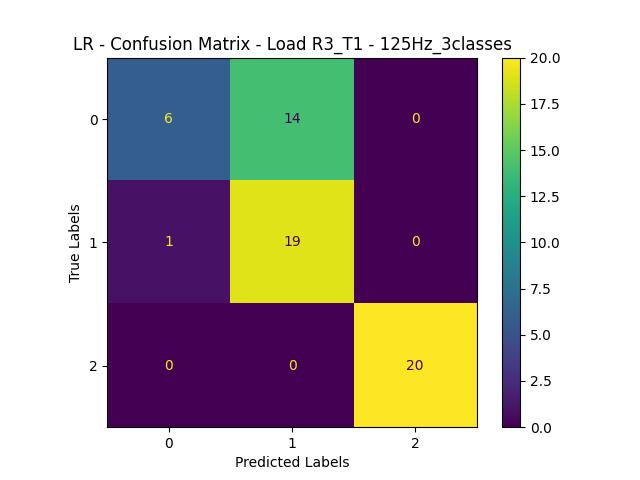 LR - Confusion Matrix - Load R3_T1 - 125Hz_3classes
20.0
17.5
15.0
12.5
10.0
7.5
5.0
2.5
0.0
True Labels
0
6 14 0
1
1 19 0
2
0 0 20
0 1 2
Predicted Labels